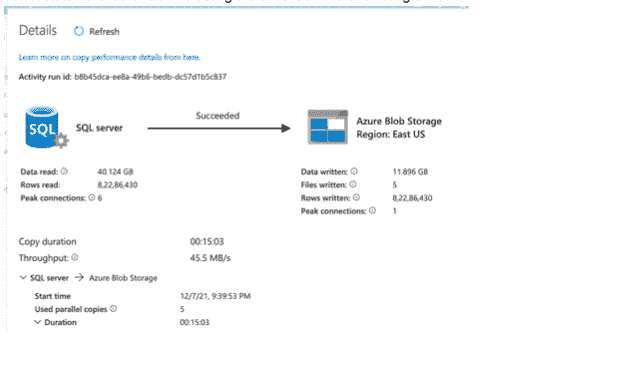 Details Refresh
Learn more on copy performance details from here.
Activity run id: b8b45dca-ee8a-49b6-bedb-dc57d1b5c837
Succeeded
SQL SQL server
Azure Blob Storage
Region: East US
Data read: 40.124 GB
Rows read: 8,22,86,430
Peak connections: 6
Data written: 11.896 GB
Files written: 5
Rows written: 8,22,86,430
Peak connections: 1
Copy duration 00:15:03
Throughput: 45.5 MB/s
SQL server → Azure Blob Storage
Start time 12/7/21, 9:39:53 PM
Used parallel copies 5
Duration 00:15:03